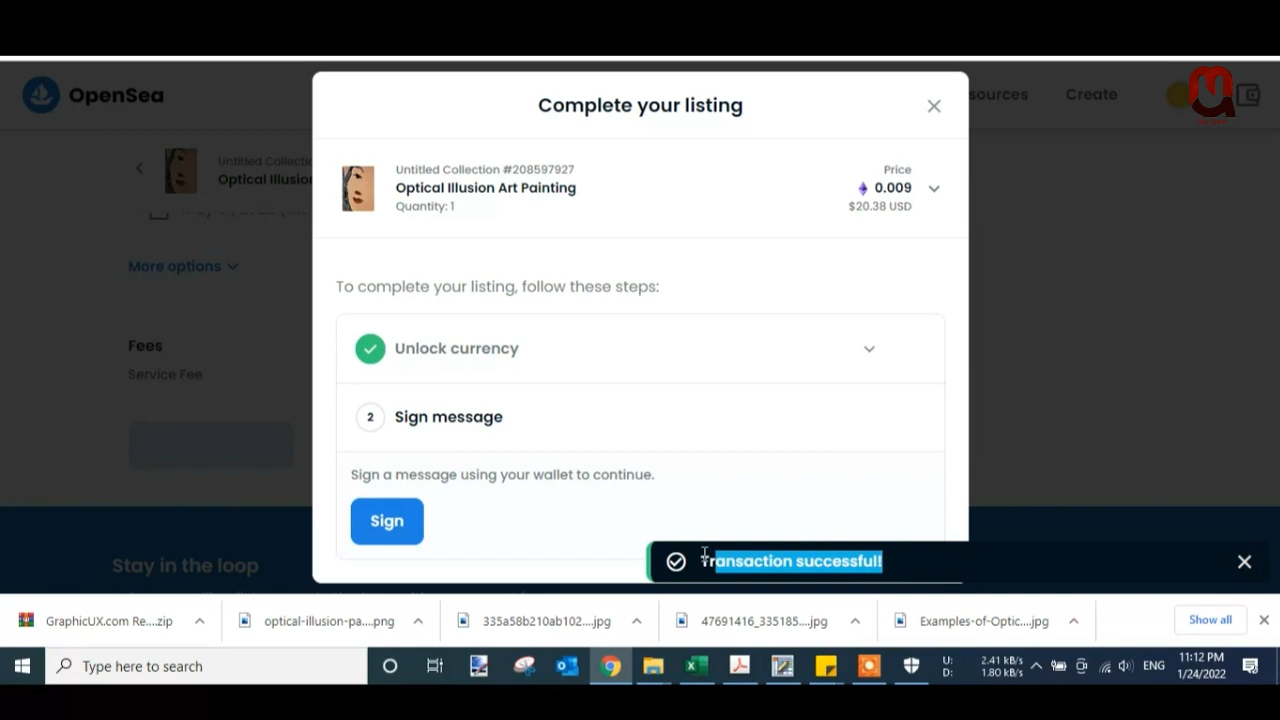 OpenSea
sources
Create
Complete your listing
Untitled Collecti
Optical Illusio
Untitled Collection #208597927
Optical Illusion Art Painting
Quantity: 1
Price
0.009
$20.38 USD
More options
To complete your listing, follow these steps:
Unlock currency
2
Sign message
Fees
Service Fee
Sign a message using your wallet to continue.
Sign
Transaction successful!
Stay in the loop
GraphicUX.com Re....zip
optical-illusion-pa....png
335a58b210ab102....jpg
47691416_335185....jpg
Examples-of-Optic....jpg
Show all
Type here to search
U: 2.41 kB/s
D: 1.80 kB/s
ENG
11:12 PM
1/24/2022